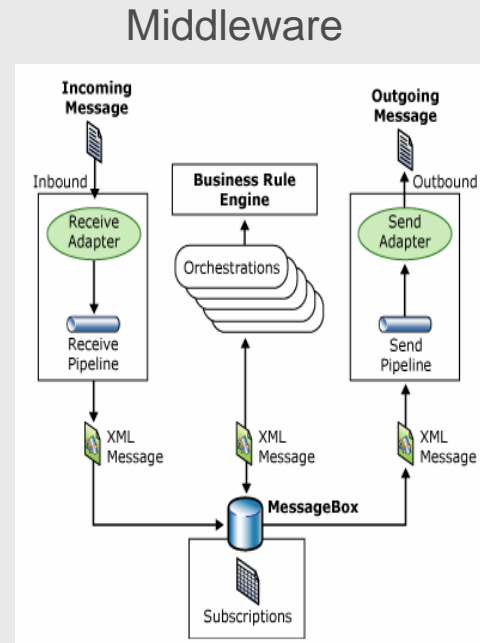 Middleware
Incoming
Message
Outgoing
Message
Inbound
Outbound
Receive
Adapter
Receive
Pipeline
Business Rule
Engine
Orchestrations
Send
Adapter
Send
Pipeline
XML
Message
XML
Message
XML
Message
MessageBox
Subscriptions